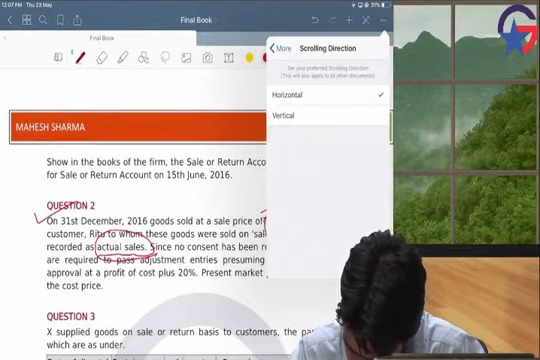 12:07 PM Thu 23 May
31%
Final Book
Final Book
More
Scrolling Direction
Set your preferred Scrolling Direction
(This will also apply to all other documents)
Horizontal
Vertical
MAHESH SHARMA
Show in the books of the firm, the Sale or Return Acco
for Sale or Return Account on 15th June, 2016.
QUESTION 2
On 31st December, 2016 goods sold at a sale price of
customer, Ritu to whom these goods were sold on 'sal
recorded as actual sales. Since no consent has been re
are required to pass adjustment entries presuming
approval at a profit of cost plus 20%. Present market
the cost price.
QUESTION 3
X supplied goods on sale or return basis to customers, the pa
which are as under.